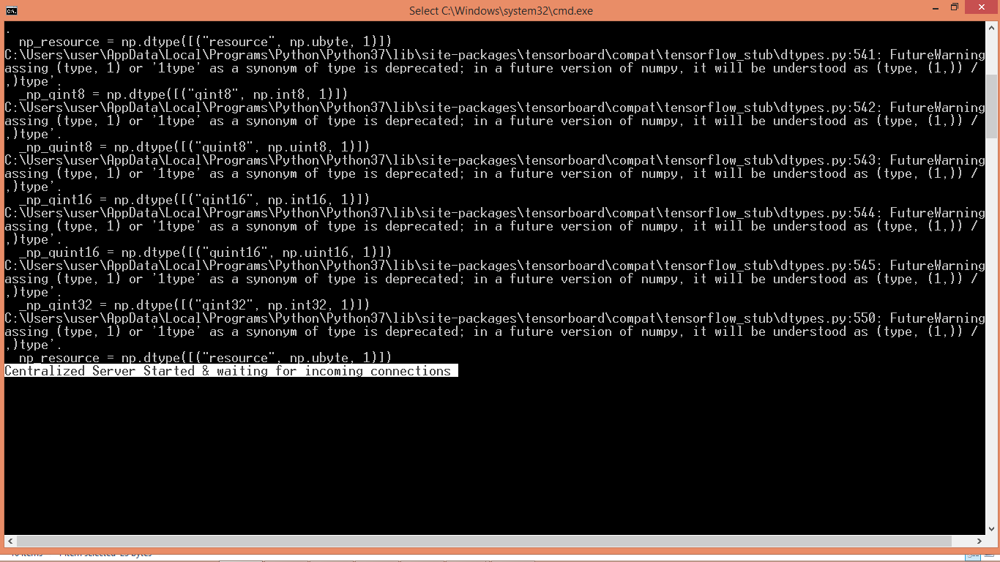 Select C:\Windows\system32\cmd.exe
.
np_resource = np.dtype([("resource", np.ubyte, 1)])
C:\Users\user\AppData\Local\Programs\Python\Python37\lib\site-packages\tensorboard\compat\tensorflow_stub\dtypes.py:541: FutureWarning
assing (type, 1) or '1type' as a synonym of type is deprecated; in a future version of numpy, it will be understood as (type, (1,)) /
,)type'.
_np_qint8 = np.dtype([("qint8", np.int8, 1)])
C:\Users\user\AppData\Local\Programs\Python\Python37\lib\site-packages\tensorboard\compat\tensorflow_stub\dtypes.py:542: FutureWarning
assing (type, 1) or '1type' as a synonym of type is deprecated; in a future version of numpy, it will be understood as (type, (1,)) /
,)type'.
_np_quint8 = np.dtype([("quint8", np.uint8, 1)])
C:\Users\user\AppData\Local\Programs\Python\Python37\lib\site-packages\tensorboard\compat\tensorflow_stub\dtypes.py:543: FutureWarning
assing (type, 1) or '1type' as a synonym of type is deprecated; in a future version of numpy, it will be understood as (type, (1,)) /
,)type'.
_np_qint16 = np.dtype([("qint16", np.int16, 1)])
C:\Users\user\AppData\Local\Programs\Python\Python37\lib\site-packages\tensorboard\compat\tensorflow_stub\dtypes.py:544: FutureWarning
assing (type, 1) or '1type' as a synonym of type is deprecated; in a future version of numpy, it will be understood as (type, (1,)) /
,)type'.
_np_quint16 = np.dtype([("quint16", np.uint16, 1)])
C:\Users\user\AppData\Local\Programs\Python\Python37\lib\site-packages\tensorboard\compat\tensorflow_stub\dtypes.py:545: FutureWarning
assing (type, 1) or '1type' as a synonym of type is deprecated; in a future version of numpy, it will be understood as (type, (1,)) /
,)type'.
_np_qint32 = np.dtype([("qint32", np.int32, 1)])
C:\Users\user\AppData\Local\Programs\Python\Python37\lib\site-packages\tensorboard\compat\tensorflow_stub\dtypes.py:550: FutureWarning
assing (type, 1) or '1type' as a synonym of type is deprecated; in a future version of numpy, it will be understood as (type, (1,)) /
,)type'.
np_resource = np.dtype([("resource", np.ubyte, 1)])
Centralized Server Started & waiting for incoming connections